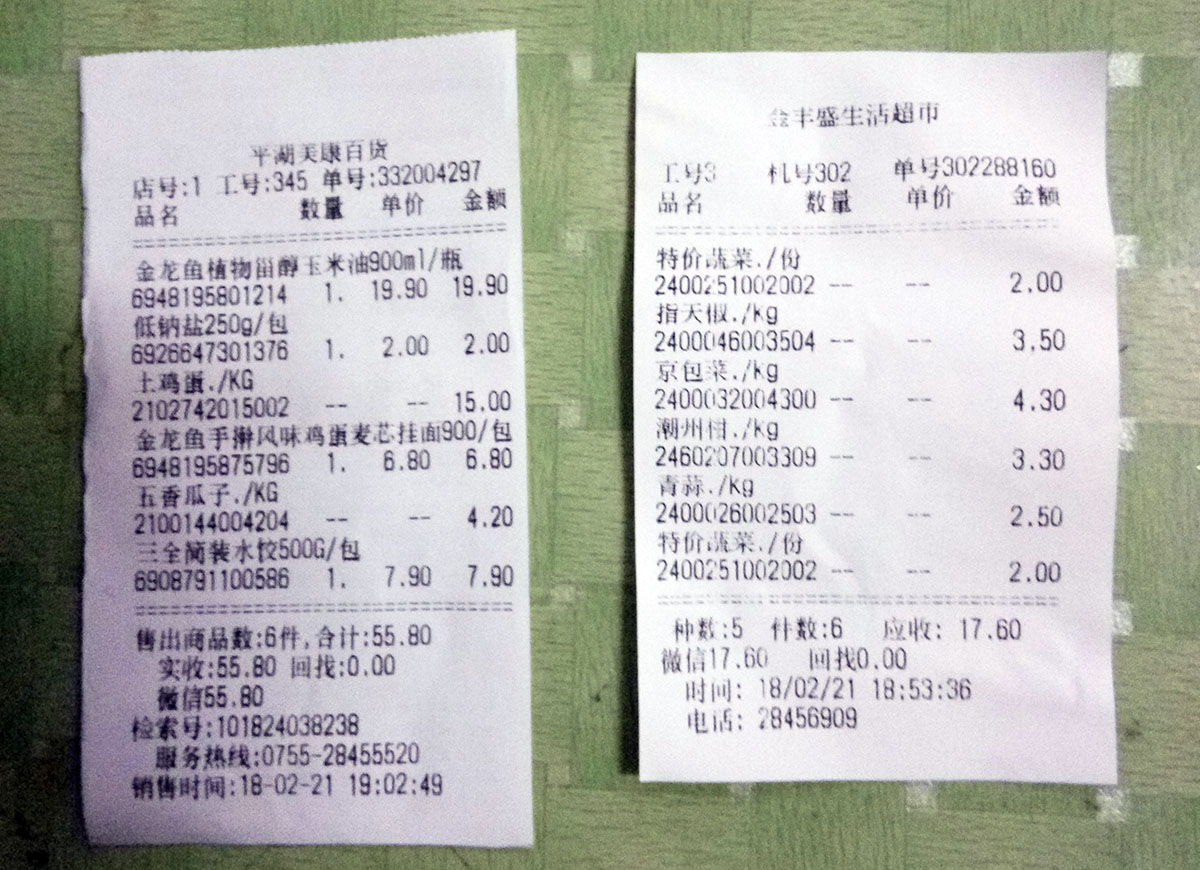 平湖美康百货
店号:1 工号:345 单号:332004297
品名 数量 单价 金额
金龙鱼植物甾醇玉米油900ml/瓶
6948195801214 1. 19.90 19.90
低钠盐250g/包
6926647301376 1. 2.00 2.00
土鸡蛋./KG
2102742015002 -- -- 15.00
金龙鱼手擀风味鸡蛋麦芯挂面900/包
6948195875796 1. 6.80 6.80
五香瓜子./KG
2100144004204 -- -- 4.20
三全简装水饺500G/包
6908791100586 1. 7.90 7.90
售出商品数:6件,合计:55.80
实收:55.80 回找:0.00
微信55.80
检索号:101824038238
服务热线:0755-28455520
销售时间:18-02-21 19:02:49
金丰盛生活超市
工号3 机号302 单号302288160
品名 数量 单价 金额
特价蔬菜./份
2400251002002 -- -- 2.00
指天椒./kg
2400046003504 -- -- 3.50
京包菜./kg
2400032004300 -- -- 4.30
潮州柑./kg
2460207003309 -- -- 3.30
青蒜./kg
2400026002503 -- -- 2.50
特价蔬菜./份
2400251002002 -- -- 2.00
种数:5 件数:6 应收: 17.60
微信17.60 回找0.00
时间: 18/02/21 18:53:36
电话: 28456909